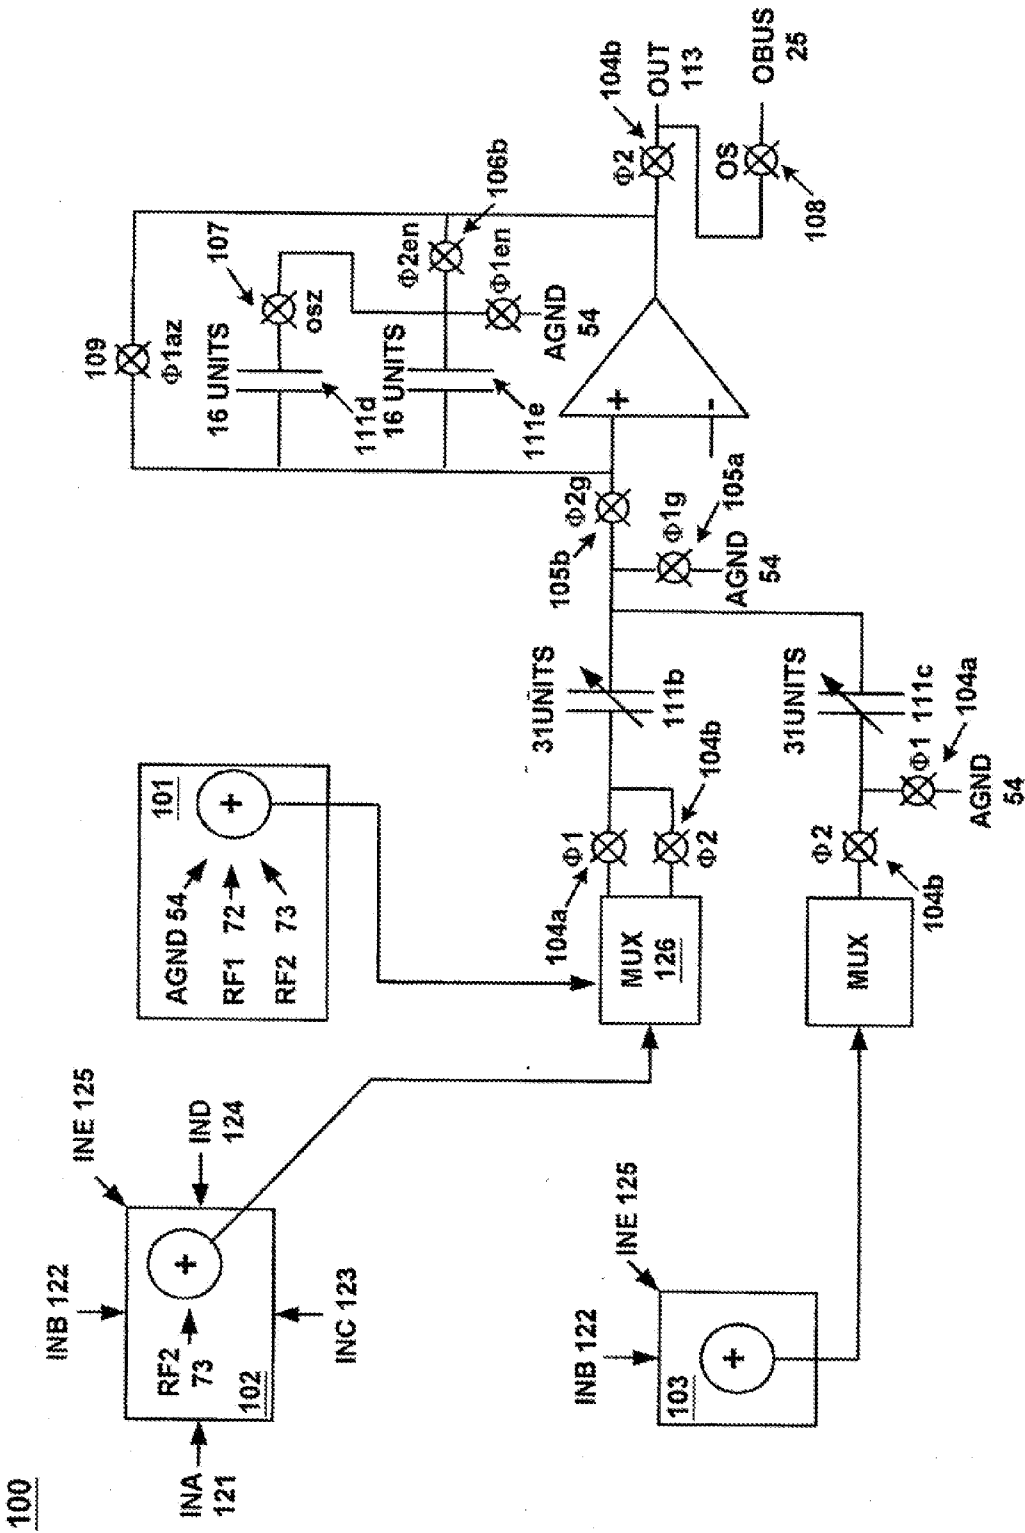 100
INA
121
INB 122
INE 125
IND
124
INC 123
RF2
73
102
101
AGND 54
RF1 72
RF2 73
INB 122
INE 125
103
MUX
126
MUX
104a
Φ1
Φ2
104b
Φ2
104b
Φ1
104a
AGND
54
31UNITS
111b
31UNITS
111c
105b
Φ2g
Φ1g
105a
AGND
54
109
Φ1az
16 UNITS
111d
107
osz
16 UNITS
111e
Φ2en
106b
Φ1en
AGND
54
+
-
Φ2
104b
OUT
113
OS
108
OBUS
25
+
+
+